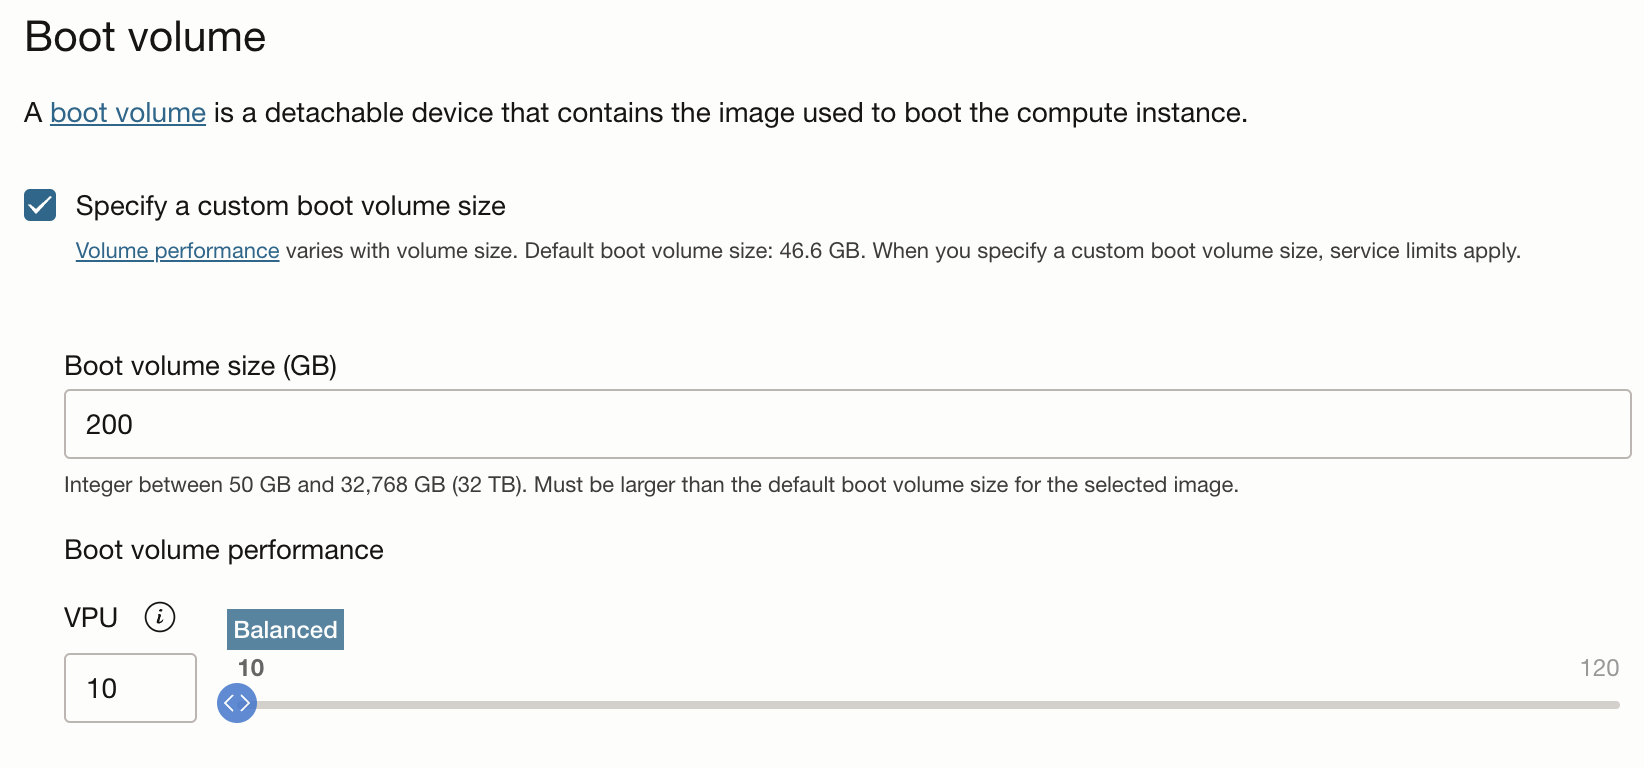 Boot volume
A boot volume is a detachable device that contains the image used to boot the compute instance.
Specify a custom boot volume size
Volume performance varies with volume size. Default boot volume size: 46.6 GB. When you specify a custom boot volume size, service limits apply.
Boot volume size (GB)
200
Integer between 50 GB and 32,768 GB (32 TB). Must be larger than the default boot volume size for the selected image.
Boot volume performance
VPU i
Balanced
10 120
10